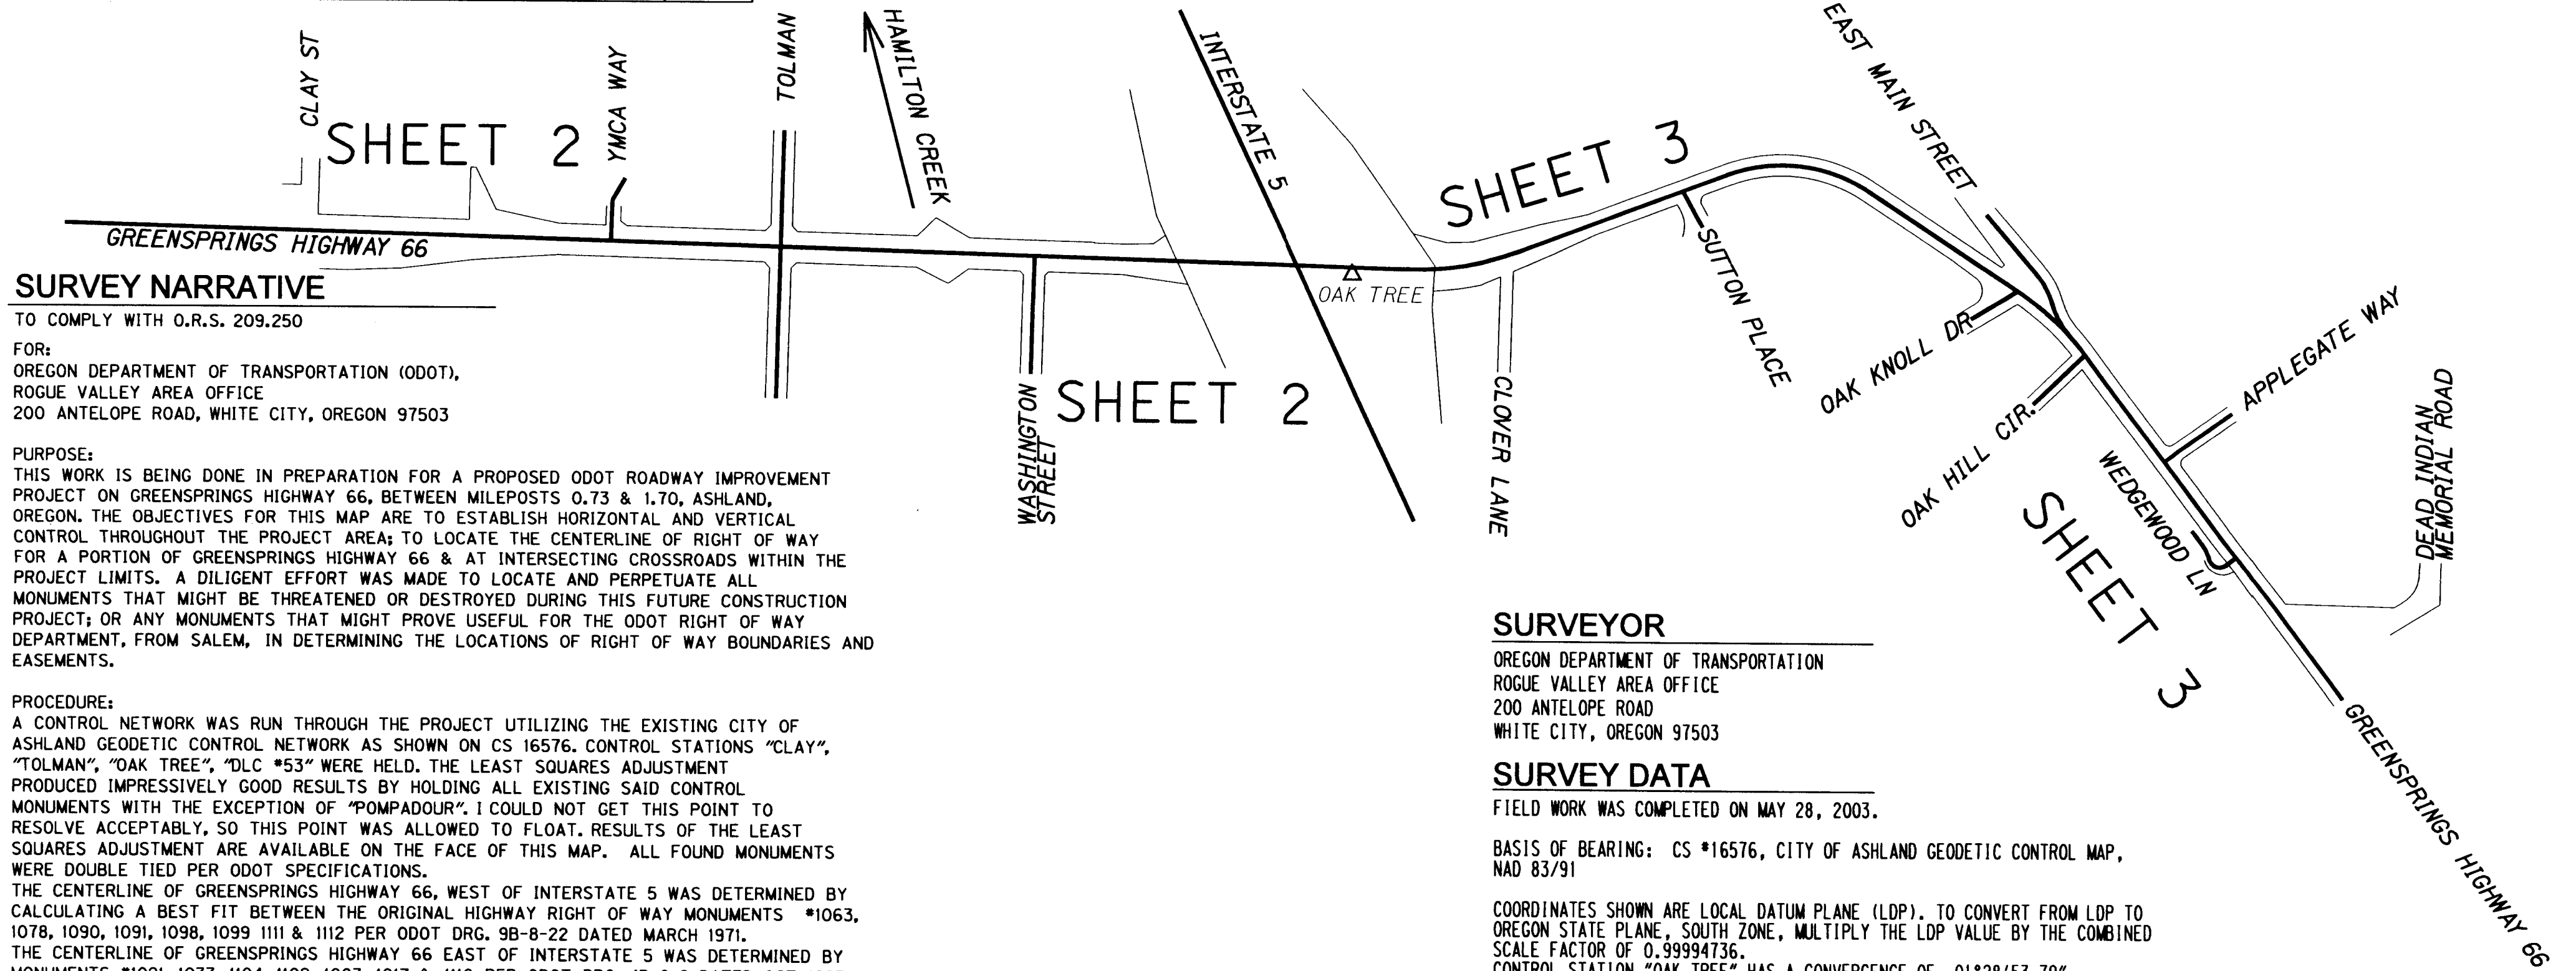 CLAY ST
SHEET 2
YMCA WAY
TOLMAN
HAMILTON CREEK
INTERSTATE 5
SHEET 3
EAST MAIN STREET
GREENSPRINGS HIGHWAY 66
OAK TREE
SUTTON PLACE
OAK KNOLL DR
OAK HILL CIR.
APPLEGATE WAY
WASHINGTON
STREET
SHEET 2
CLOVER LANE
WEDGEWOOD LN
SHEET 3
DEAD INDIAN
MEMORIAL ROAD
GREENSPRINGS HIGHWAY 66
SURVEY NARRATIVE
TO COMPLY WITH O.R.S. 209.250
FOR:
OREGON DEPARTMENT OF TRANSPORTATION (ODOT),
ROGUE VALLEY AREA OFFICE
200 ANTELOPE ROAD, WHITE CITY, OREGON 97503
PURPOSE:
THIS WORK IS BEING DONE IN PREPARATION FOR A PROPOSED ODOT ROADWAY IMPROVEMENT
PROJECT ON GREENSPRINGS HIGHWAY 66, BETWEEN MILEPOSTS 0.73 & 1.70, ASHLAND,
OREGON. THE OBJECTIVES FOR THIS MAP ARE TO ESTABLISH HORIZONTAL AND VERTICAL
CONTROL THROUGHOUT THE PROJECT AREA; TO LOCATE THE CENTERLINE OF RIGHT OF WAY
FOR A PORTION OF GREENSPRINGS HIGHWAY 66 & AT INTERSECTING CROSSROADS WITHIN THE
PROJECT LIMITS. A DILIGENT EFFORT WAS MADE TO LOCATE AND PERPETUATE ALL
MONUMENTS THAT MIGHT BE THREATENED OR DESTROYED DURING THIS FUTURE CONSTRUCTION
PROJECT; OR ANY MONUMENTS THAT MIGHT PROVE USEFUL FOR THE ODOT RIGHT OF WAY
DEPARTMENT, FROM SALEM, IN DETERMINING THE LOCATIONS OF RIGHT OF WAY BOUNDARIES AND
EASEMENTS.
PROCEDURE:
A CONTROL NETWORK WAS RUN THROUGH THE PROJECT UTILIZING THE EXISTING CITY OF
ASHLAND GEODETIC CONTROL NETWORK AS SHOWN ON CS 16576. CONTROL STATIONS "CLAY",
"TOLMAN", "OAK TREE", "DLC #53" WERE HELD. THE LEAST SQUARES ADJUSTMENT
PRODUCED IMPRESSIVELY GOOD RESULTS BY HOLDING ALL EXISTING SAID CONTROL
MONUMENTS WITH THE EXCEPTION OF "POMPADOUR". I COULD NOT GET THIS POINT TO
RESOLVE ACCEPTABLY, SO THIS POINT WAS ALLOWED TO FLOAT. RESULTS OF THE LEAST
SQUARES ADJUSTMENT ARE AVAILABLE ON THE FACE OF THIS MAP. ALL FOUND MONUMENTS
WERE DOUBLE TIED PER ODOT SPECIFICATIONS.
THE CENTERLINE OF GREENSPRINGS HIGHWAY 66, WEST OF INTERSTATE 5 WAS DETERMINED BY
CALCULATING A BEST FIT BETWEEN THE ORIGINAL HIGHWAY RIGHT OF WAY MONUMENTS #1063,
1078, 1090, 1091, 1098, 1099 1111 & 1112 PER ODOT DRG. 9B-8-22 DATED MARCH 1971.
THE CENTERLINE OF GREENSPRINGS HIGHWAY 66 EAST OF INTERSTATE 5 WAS DETERMINED BY
SURVEYOR
OREGON DEPARTMENT OF TRANSPORTATION
ROGUE VALLEY AREA OFFICE
200 ANTELOPE ROAD
WHITE CITY, OREGON 97503
SURVEY DATA
FIELD WORK WAS COMPLETED ON MAY 28, 2003.
BASIS OF BEARING: CS #16576, CITY OF ASHLAND GEODETIC CONTROL MAP,
NAD 83/91
COORDINATES SHOWN ARE LOCAL DATUM PLANE (LDP). TO CONVERT FROM LDP TO
OREGON STATE PLANE, SOUTH ZONE, MULTIPLY THE LDP VALUE BY THE COMBINED
SCALE FACTOR OF 0.99994736.
CONTROL STATION "OAK TREE" HAS A CONVERGENCE OF